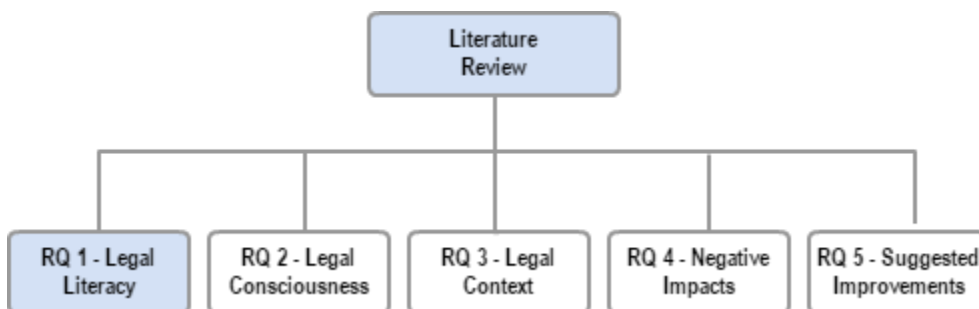 Literature
Review
RQ 1 - Legal
Literacy
RQ 2 - Legal
Consciousness
RQ 3 - Legal
Context
RQ 4 - Negative
Impacts
RQ 5 - Suggested
Improvements